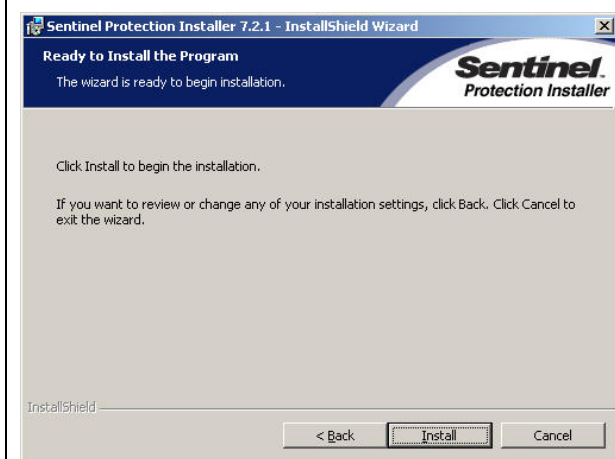 Sentinel Protection Installer 7.2.1 - InstallShield Wizard
Ready to Install the Program
The wizard is ready to begin installation.
Sentinel.
Protection Installer
Click Install to begin the installation.
If you want to review or change any of your installation settings, click Back. Click Cancel to
exit the wizard.
InstallShield
< Back
Install
Cancel